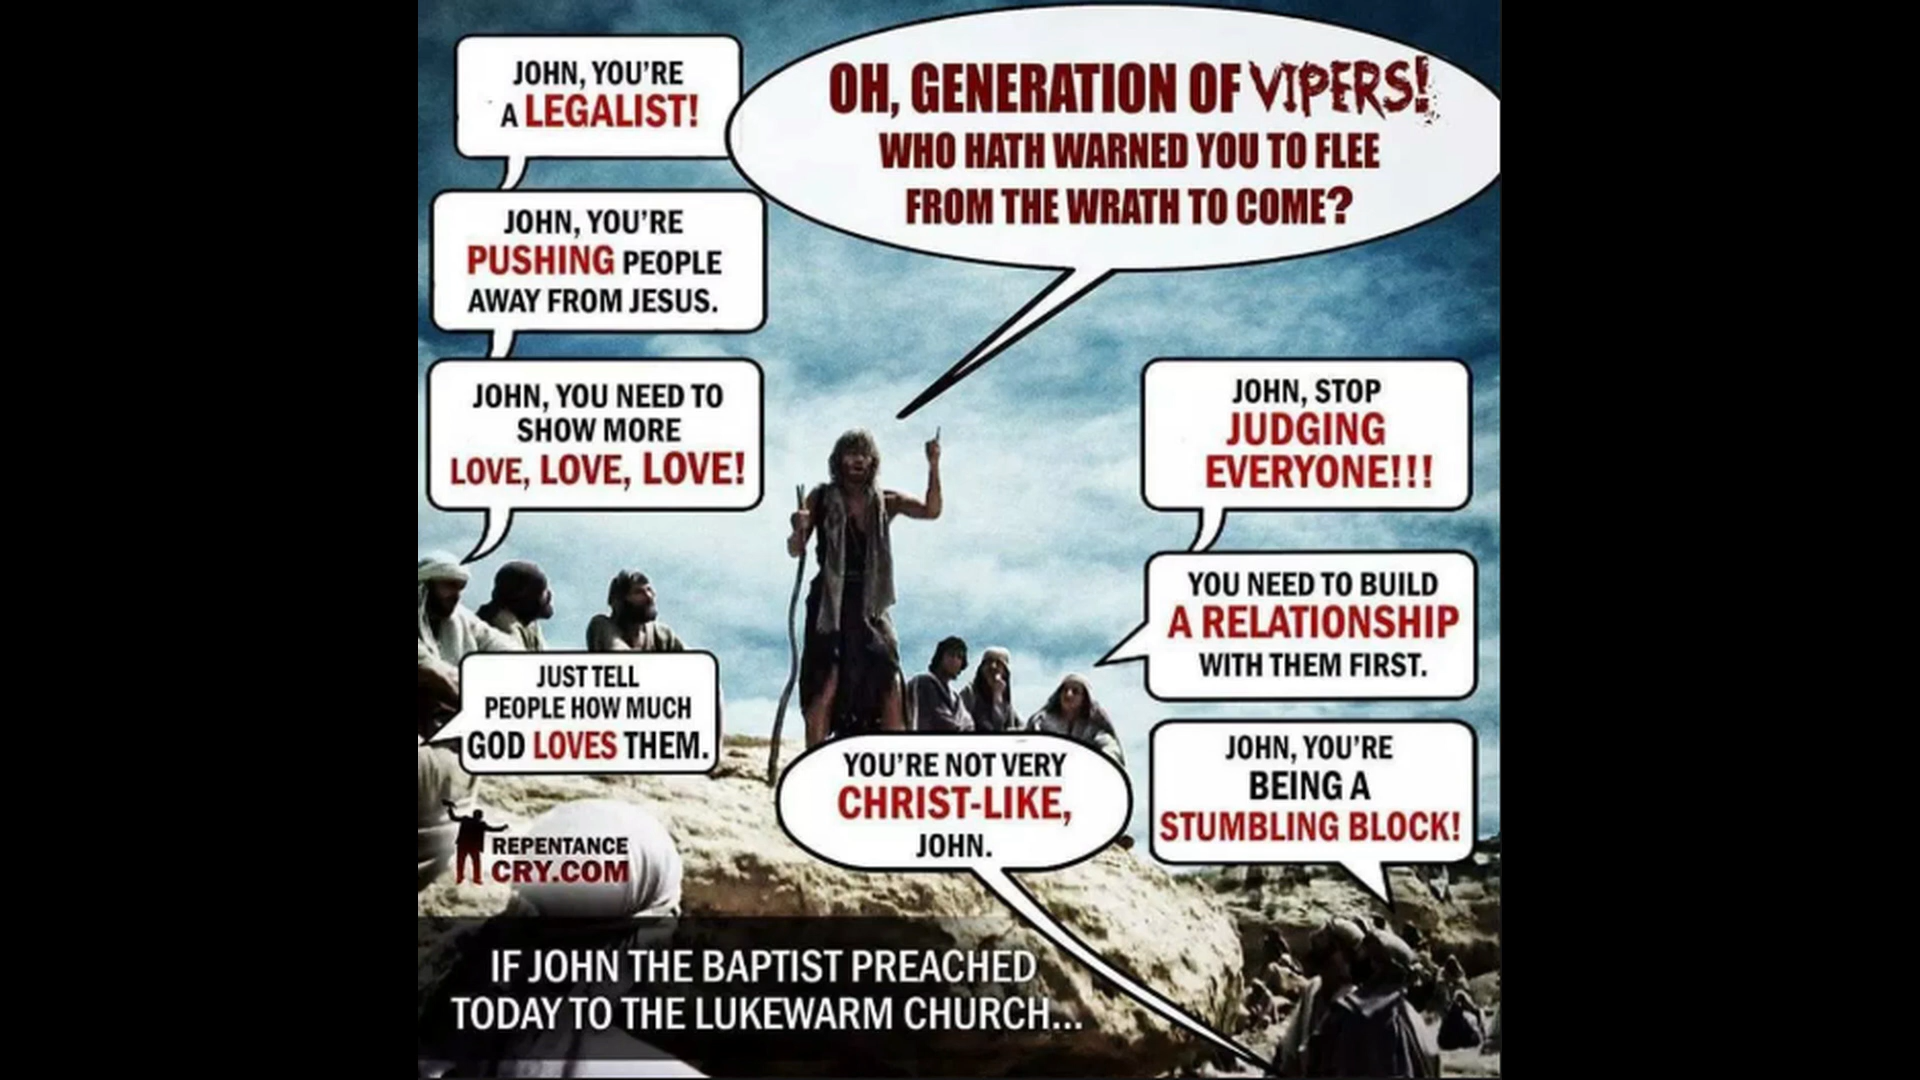 JOHN, YOU'RE
A LEGALIST!
OH, GENERATION OF VIPERS!
WHO HATH WARNED YOU TO FLEE
FROM THE WRATH TO COME?
JOHN, YOU'RE
PUSHING PEOPLE
AWAY FROM JESUS.
JOHN, YOU NEED TO
SHOW MORE
LOVE, LOVE, LOVE!
JOHN, STOP
JUDGING
EVERYONE!!!
YOU NEED TO BUILD
A RELATIONSHIP
WITH THEM FIRST.
JUST TELL
PEOPLE HOW MUCH
GOD LOVES THEM.
YOU'RE NOT VERY
CHRIST-LIKE,
JOHN.
JOHN, YOU'RE
BEING A
STUMBLING BLOCK!
REPENTANCE
CRY.COM
IF JOHN THE BAPTIST PREACHED
TODAY TO THE LUKEWARM CHURCH...